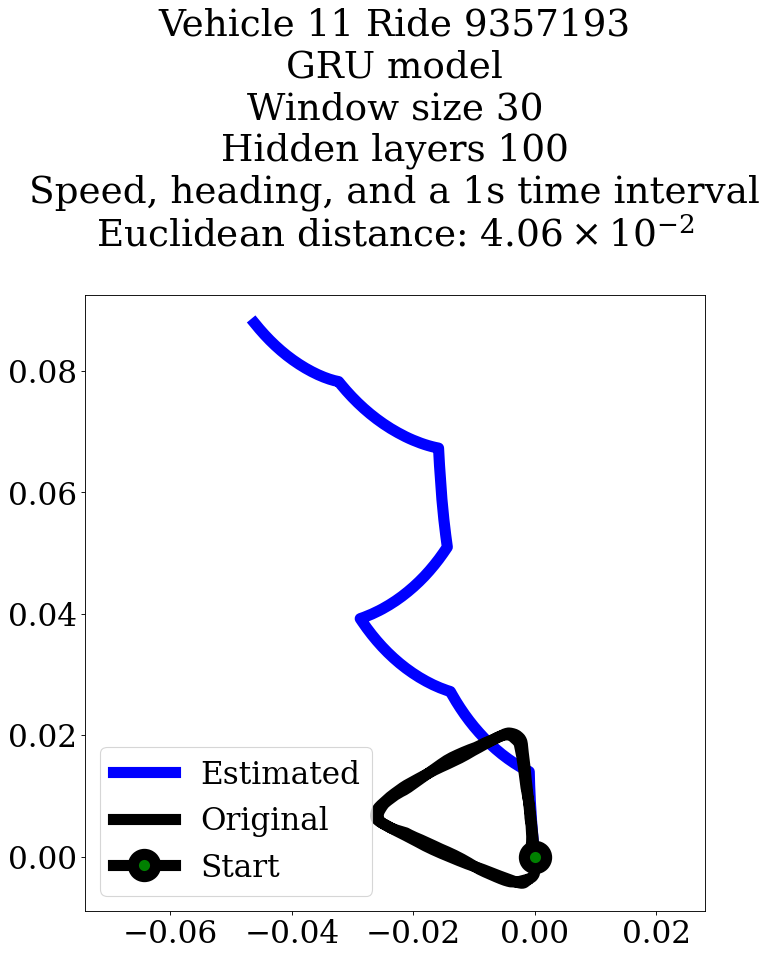 Vehicle 11 Ride 9357193
GRU model
Window size 30
Hidden layers 100
Speed, heading, and a 1s time interval
Euclidean distance: 4.06 × 10⁻²
0.08
0.06
0.04
0.02
0.00
Estimated
Original
Start
−0.06 −0.04 −0.02 0.00 0.02